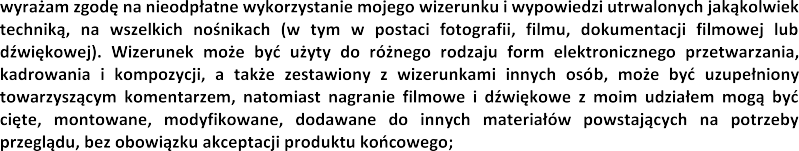 wyrażam zgodę na nieodpłatne wykorzystanie mojego wizerunku i wypowiedzi utrwalonych jakąkolwiek
techniką, na wszelkich nośnikach (w tym w postaci fotografii, filmu, dokumentacji filmowej lub
dźwiękowej). Wizerunek może być użyty do różnego rodzaju form elektronicznego przetwarzania,
kadrowania i kompozycji, a także zestawiony z wizerunkami innych osób, może być uzupełniony
towarzyszącym komentarzem, natomiast nagranie filmowe i dźwiękowe z moim udziałem mogą być
cięte, montowane, modyfikowane, dodawane do innych materiałów powstających na potrzeby
przeglądu, bez obowiązku akceptacji produktu końcowego;